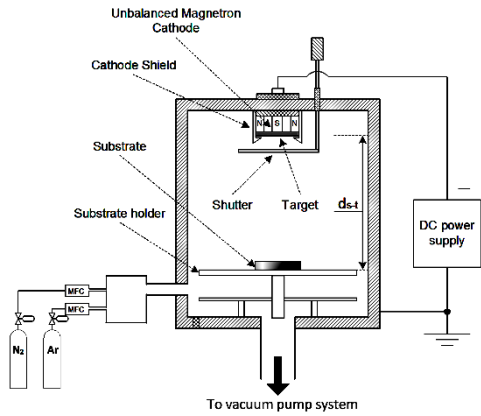 Unbalanced Magnetron
Cathode
Cathode Shield
N S N
Substrate
Shutter
Target
ds-t
Substrate holder
DC power
supply
MFC
MFC
N2
Ar
To vacuum pump system